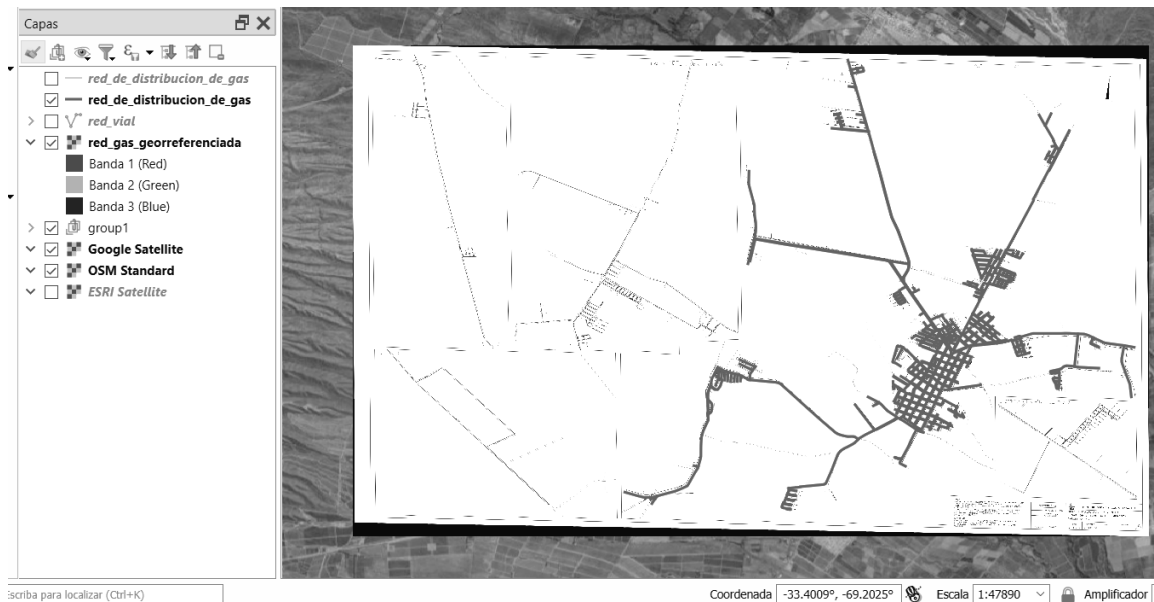 Capas
red_de_distribucion_de_gas
red_de_distribucion_de_gas
red_vial
red_gas_georreferenciada
Banda 1 (Red)
Banda 2 (Green)
Banda 3 (Blue)
group1
Google Satellite
OSM Standard
ESRI Satellite
Escriba para localizar (Ctrl+K)
Coordenada -33.4009°, -69.2025° Escala 1:47890 Amplificador